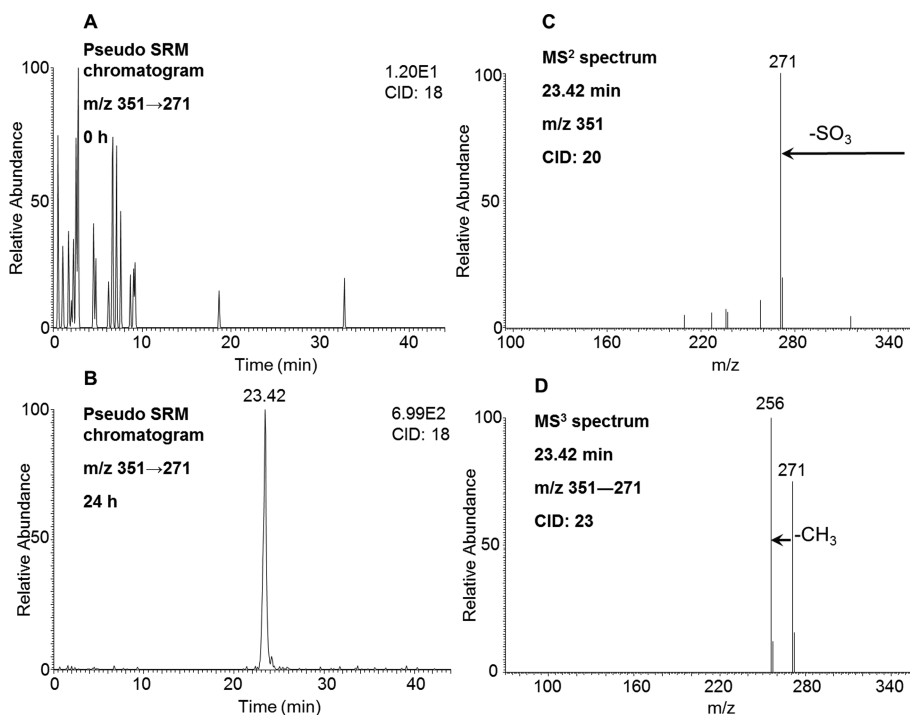 A
Pseudo SRM
chromatogram
m/z 351→271
0 h
1.20E1
CID: 18
100
50
0
Relative Abundance
0 10 20 30 40
Time (min)
B
Pseudo SRM
chromatogram
m/z 351→271
24 h
23.42
6.99E2
CID: 18
100
50
0
Relative Abundance
0 10 20 30 40
Time (min)
C
MS² spectrum
23.42 min
m/z 351
CID: 20
271
-SO₃
100
50
0
Relative Abundance
100 160 220 280 340
m/z
D
MS³ spectrum
23.42 min
m/z 351—271
CID: 23
256
271
-CH₃
100
50
0
Relative Abundance
100 160 220 280 340
m/z